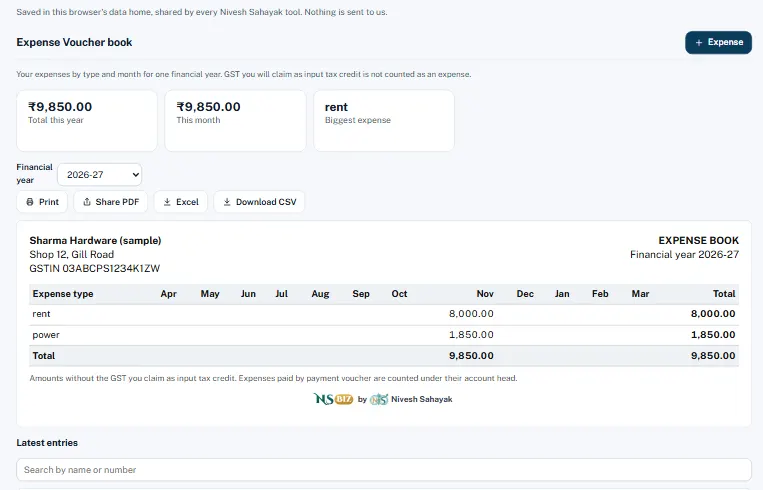 Saved in this browser's data home, shared by every Nivesh Sahayak tool. Nothing is sent to us.
Expense Voucher book
+ Expense
Your expenses by type and month for one financial year. GST you will claim as input tax credit is not counted as an expense.
₹9,850.00 ₹9,850.00 rent
Total this year This month Biggest expense
Financial year 2026-27
Print Share PDF Excel Download CSV
Sharma Hardware (sample) EXPENSE BOOK
Shop 12, Gill Road Financial year 2026-27
GSTIN 03ABCPS1234K1ZW
Expense type Apr May Jun Jul Aug Sep Oct Nov Dec Jan Feb Mar Total
rent 8,000.00 8,000.00
power 1,850.00 1,850.00
Total 9,850.00 9,850.00
Amounts without the GST you claim as input tax credit. Expenses paid by payment voucher are counted under their account head.
NS BIZ by NS Nivesh Sahayak
Latest entries
Search by name or number